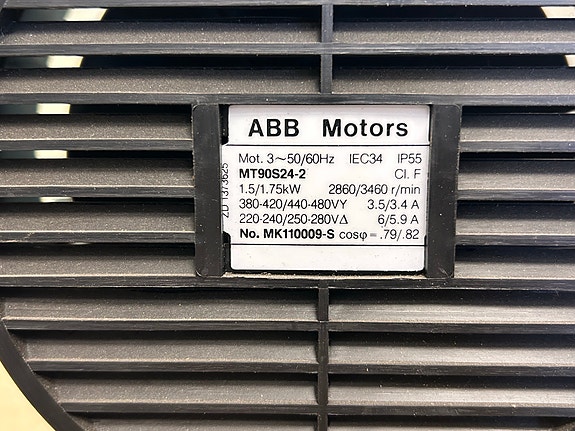 ABB Motors
Mot. 3~50/60Hz IEC34 IP55
MT90S24-2 Cl. F
1.5/1.75kW 2860/3460 r/min
380-420/440-480VY 3.5/3.4 A
220-240/250-280VΔ 6/5.9 A
No. MK110009-S cosφ = .79/.82
ZD 1373625